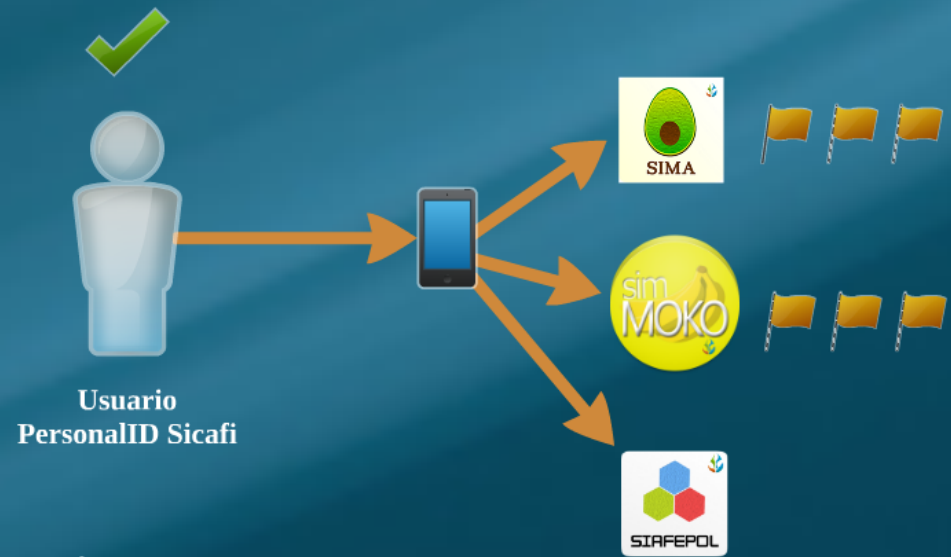 SIMA
sim
MOKO
Usuario
PersonalID Sicafi
SIAFEPOL